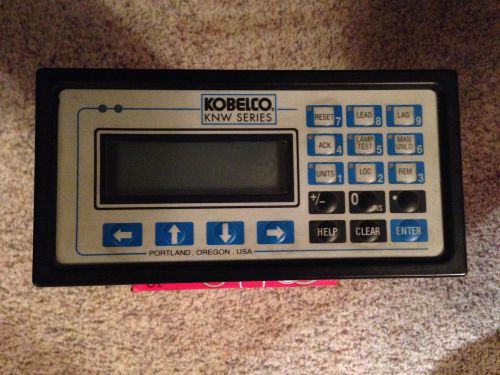 KOBELCO®
KNW SERIES
RESET 7 LEAD 8 LAG 9
ACK 4 LAMP TEST 5 MAN UNLD 6
UNITS 1 LOC 2 REM 3
+/- 0 INS •
HELP CLEAR ENTER
PORTLAND, OREGON, USA